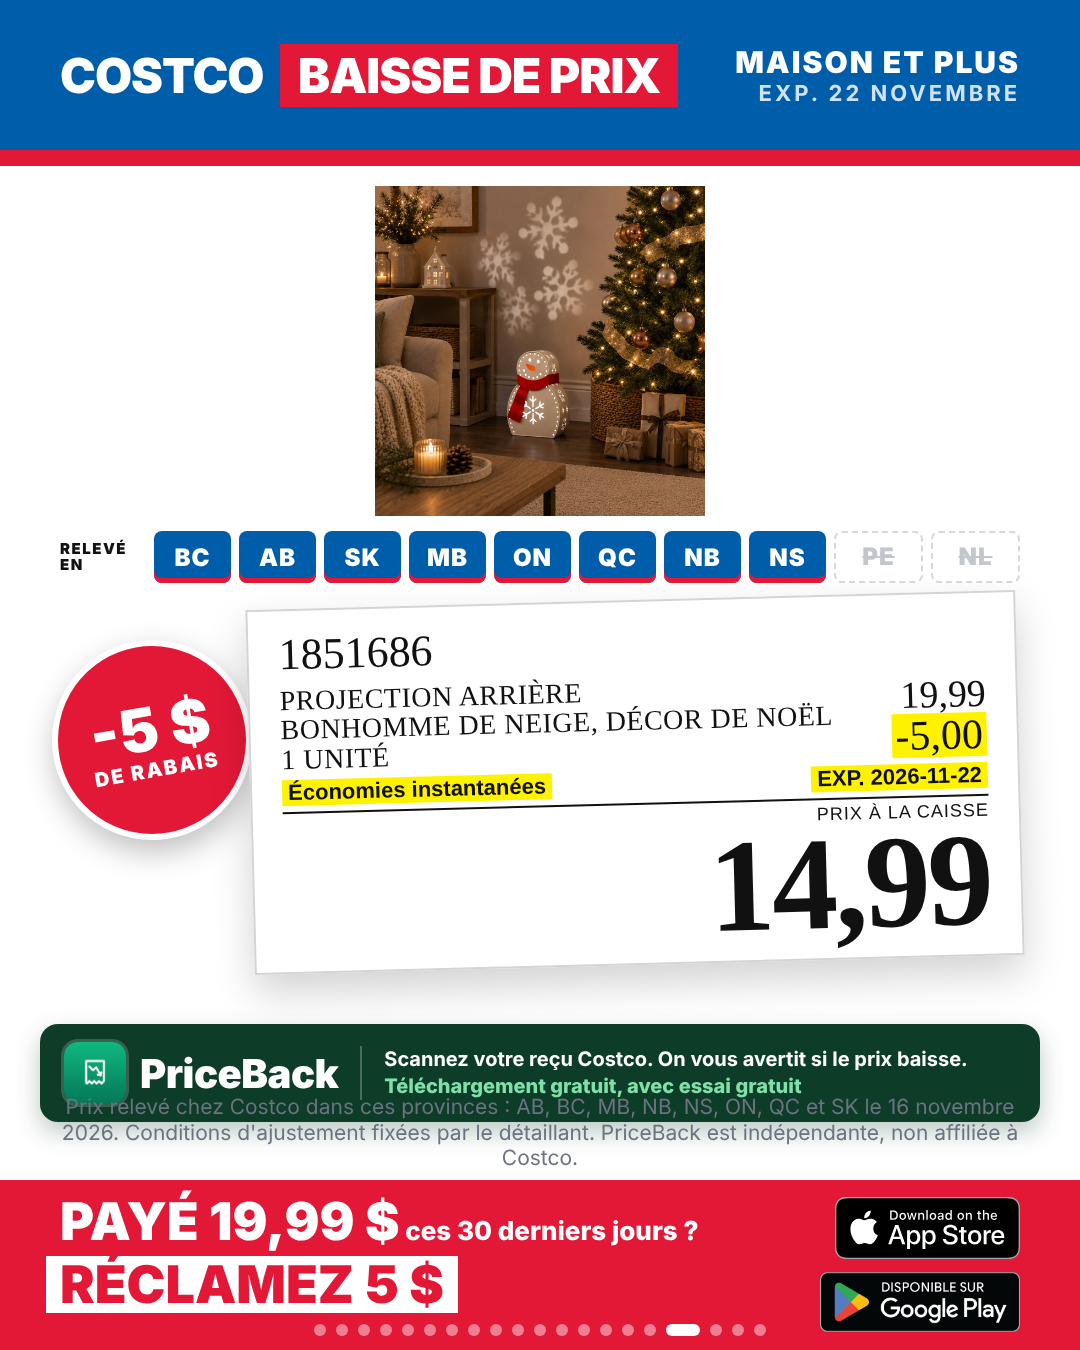 COSTCO BAISSE DE PRIX
MAISON ET PLUS
EXP. 22 NOVEMBRE
RELEVÉ EN
BC AB SK MB ON QC NB NS PE NL
1851686
PROJECTION ARRIÈRE
BONHOMME DE NEIGE, DÉCOR DE NOËL
1 UNITÉ
19,99
-5,00
Économies instantanées
EXP. 2026-11-22
PRIX À LA CAISSE
14,99
-5 $
DE RABAIS
PriceBack
Scannez votre reçu Costco. On vous avertit si le prix baisse.
Téléchargement gratuit, avec essai gratuit
Prix relevé chez Costco dans ces provinces : AB, BC, MB, NB, NS, ON, QC et SK le 16 novembre
2026. Conditions d'ajustement fixées par le détaillant. PriceBack est indépendante, non affiliée à
Costco.
PAYÉ 19,99 $ ces 30 derniers jours ?
RÉCLAMEZ 5 $
Download on the
App Store
DISPONIBLE SUR
Google Play